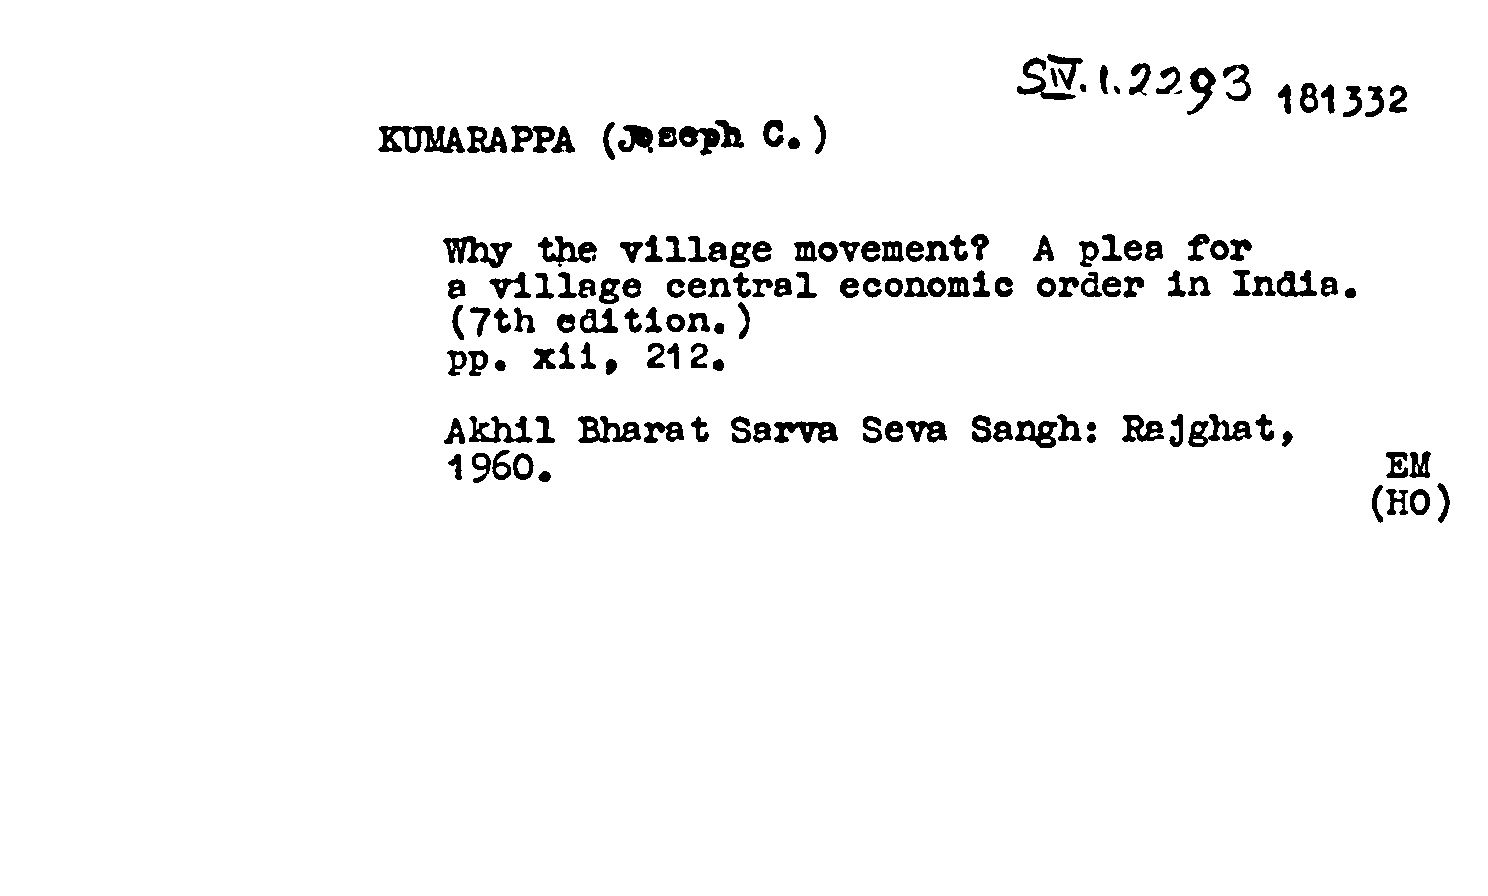 SIV.1.2293 181332
KUMARAPPA (Joseph C.)
Why the village movement? A plea for
a village central economic order in India.
(7th edition.)
pp. xii, 212.
Akhil Bharat Sarva Seva Sangh: Rajghat,
1960.
EM
(HO)